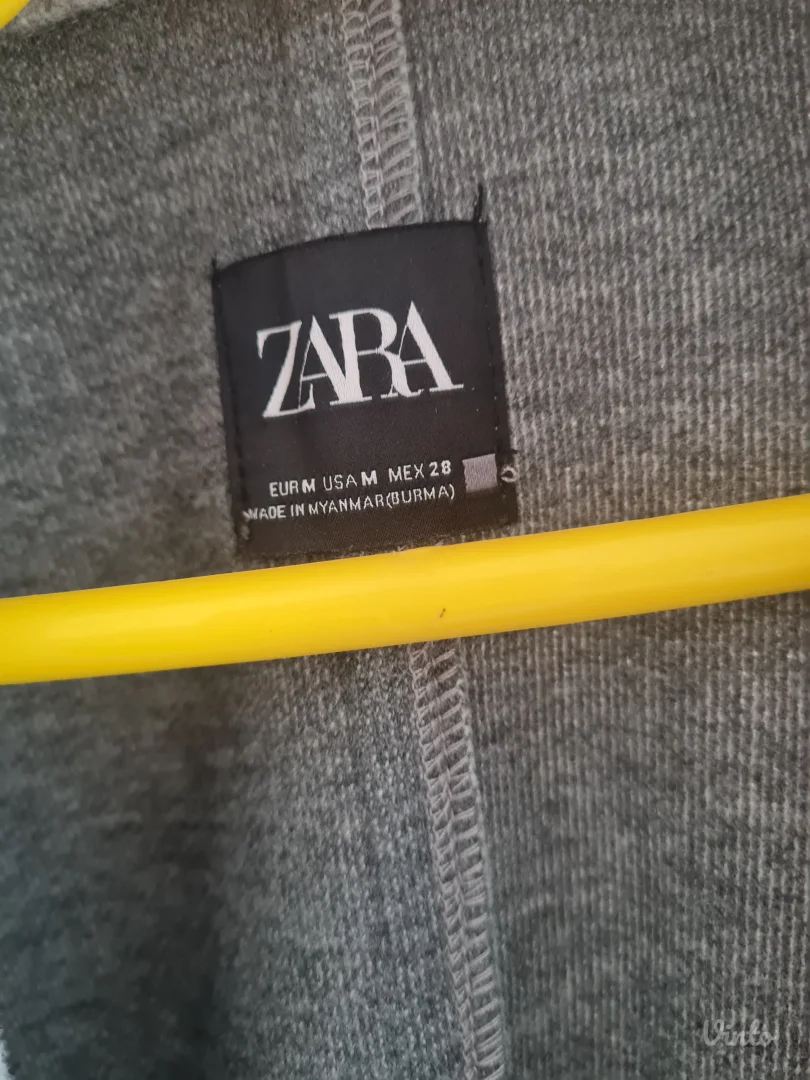 ZARA
EUR M USA M MEX 28
MADE IN MYANMAR(BURMA)
Vinted